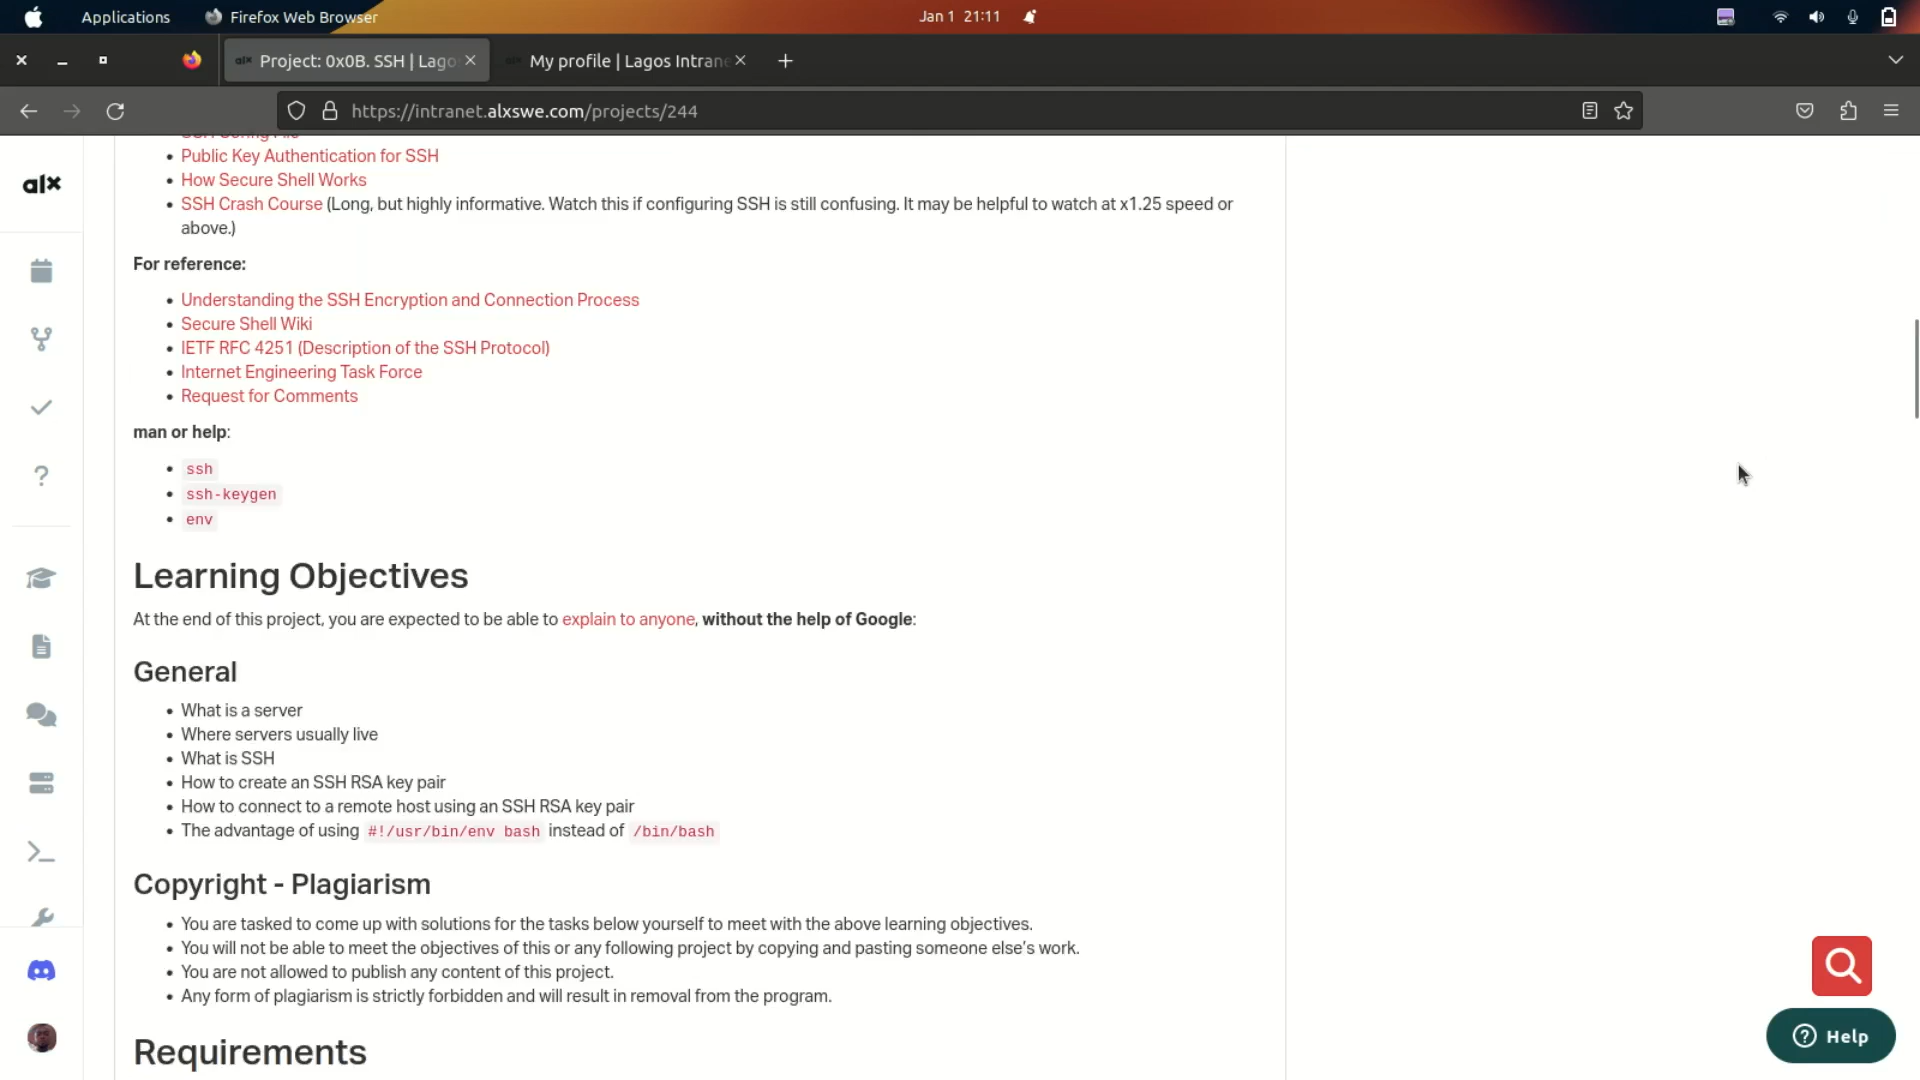 Applications
Firefox Web Browser
Jan 1 21:11
Project: 0x0B. SSH | Lago
My profile | Lagos Intrane
https://intranet.alxswe.com/projects/244
alx
Public Key Authentication for SSH
How Secure Shell Works
SSH Crash Course (Long, but highly informative. Watch this if configuring SSH is still confusing. It may be helpful to watch at x1.25 speed or
above.)
For reference:
Understanding the SSH Encryption and Connection Process
Secure Shell Wiki
IETF RFC 4251 (Description of the SSH Protocol)
Internet Engineering Task Force
Request for Comments
man or help:
ssh
ssh-keygen
env
Learning Objectives
At the end of this project, you are expected to be able to explain to anyone, without the help of Google:
General
What is a server
Where servers usually live
What is SSH
How to create an SSH RSA key pair
How to connect to a remote host using an SSH RSA key pair
The advantage of using #!/usr/bin/env bash instead of /bin/bash
Copyright - Plagiarism
You are tasked to come up with solutions for the tasks below yourself to meet with the above learning objectives.
You will not be able to meet the objectives of this or any following project by copying and pasting someone else's work.
You are not allowed to publish any content of this project.
Any form of plagiarism is strictly forbidden and will result in removal from the program.
Requirements
Help